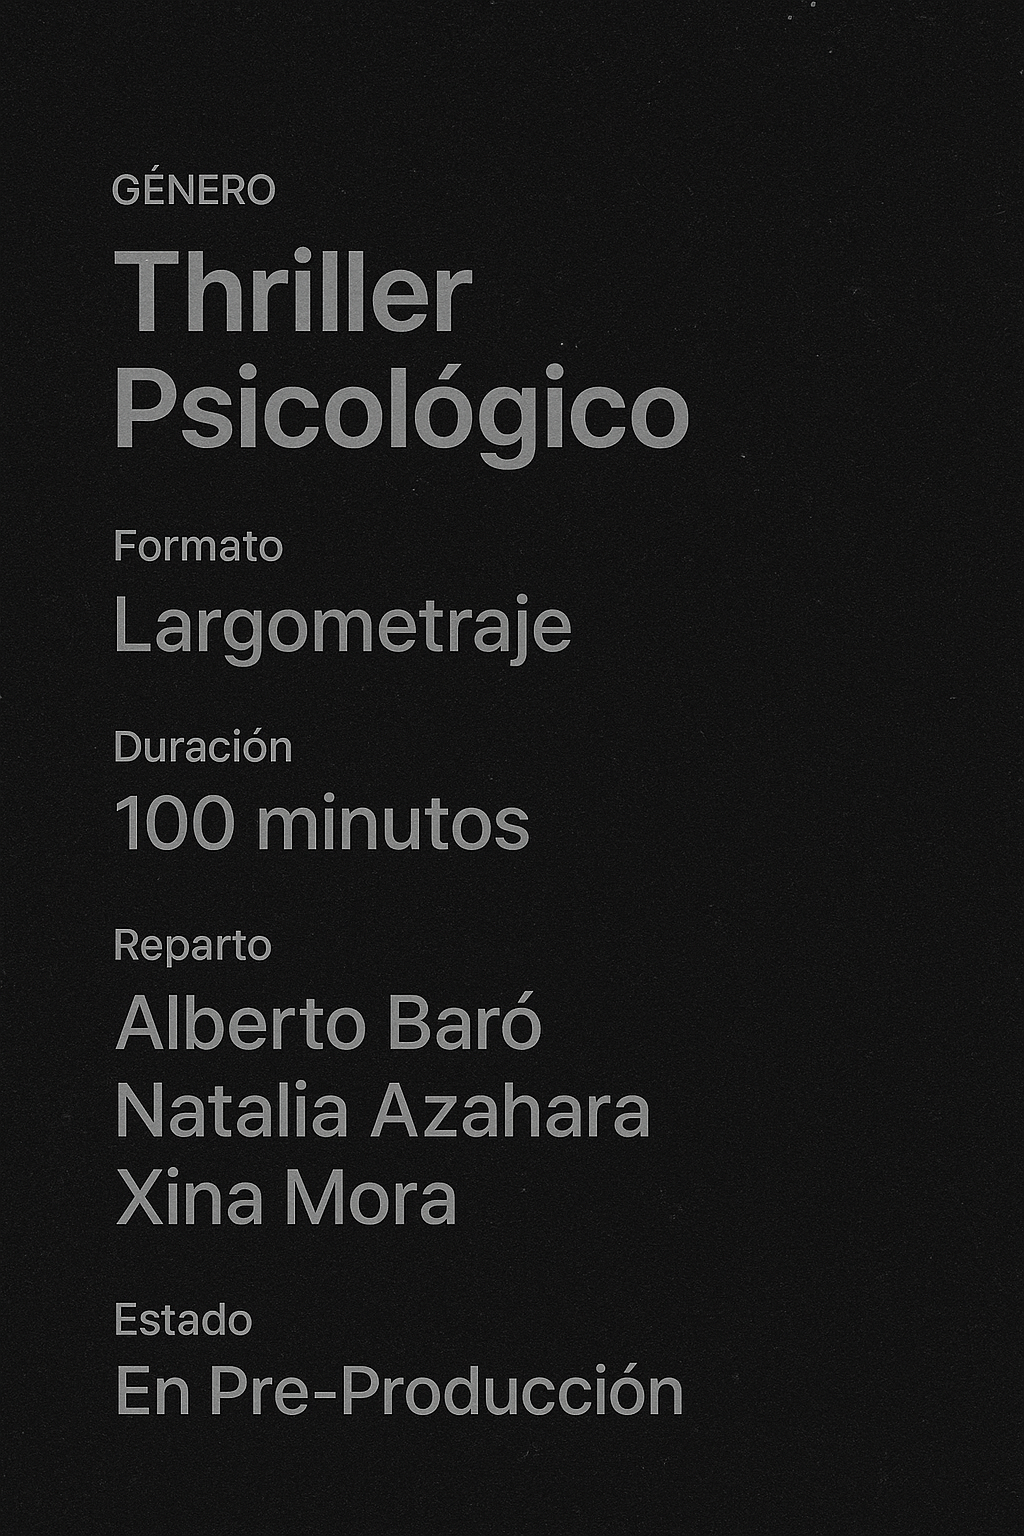 GÉNERO
Thriller
Psicológico
Formato
Largometraje
Duración
100 minutos
Reparto
Alberto Baró
Natalia Azahara
Xina Mora
Estado
En Pre-Producción